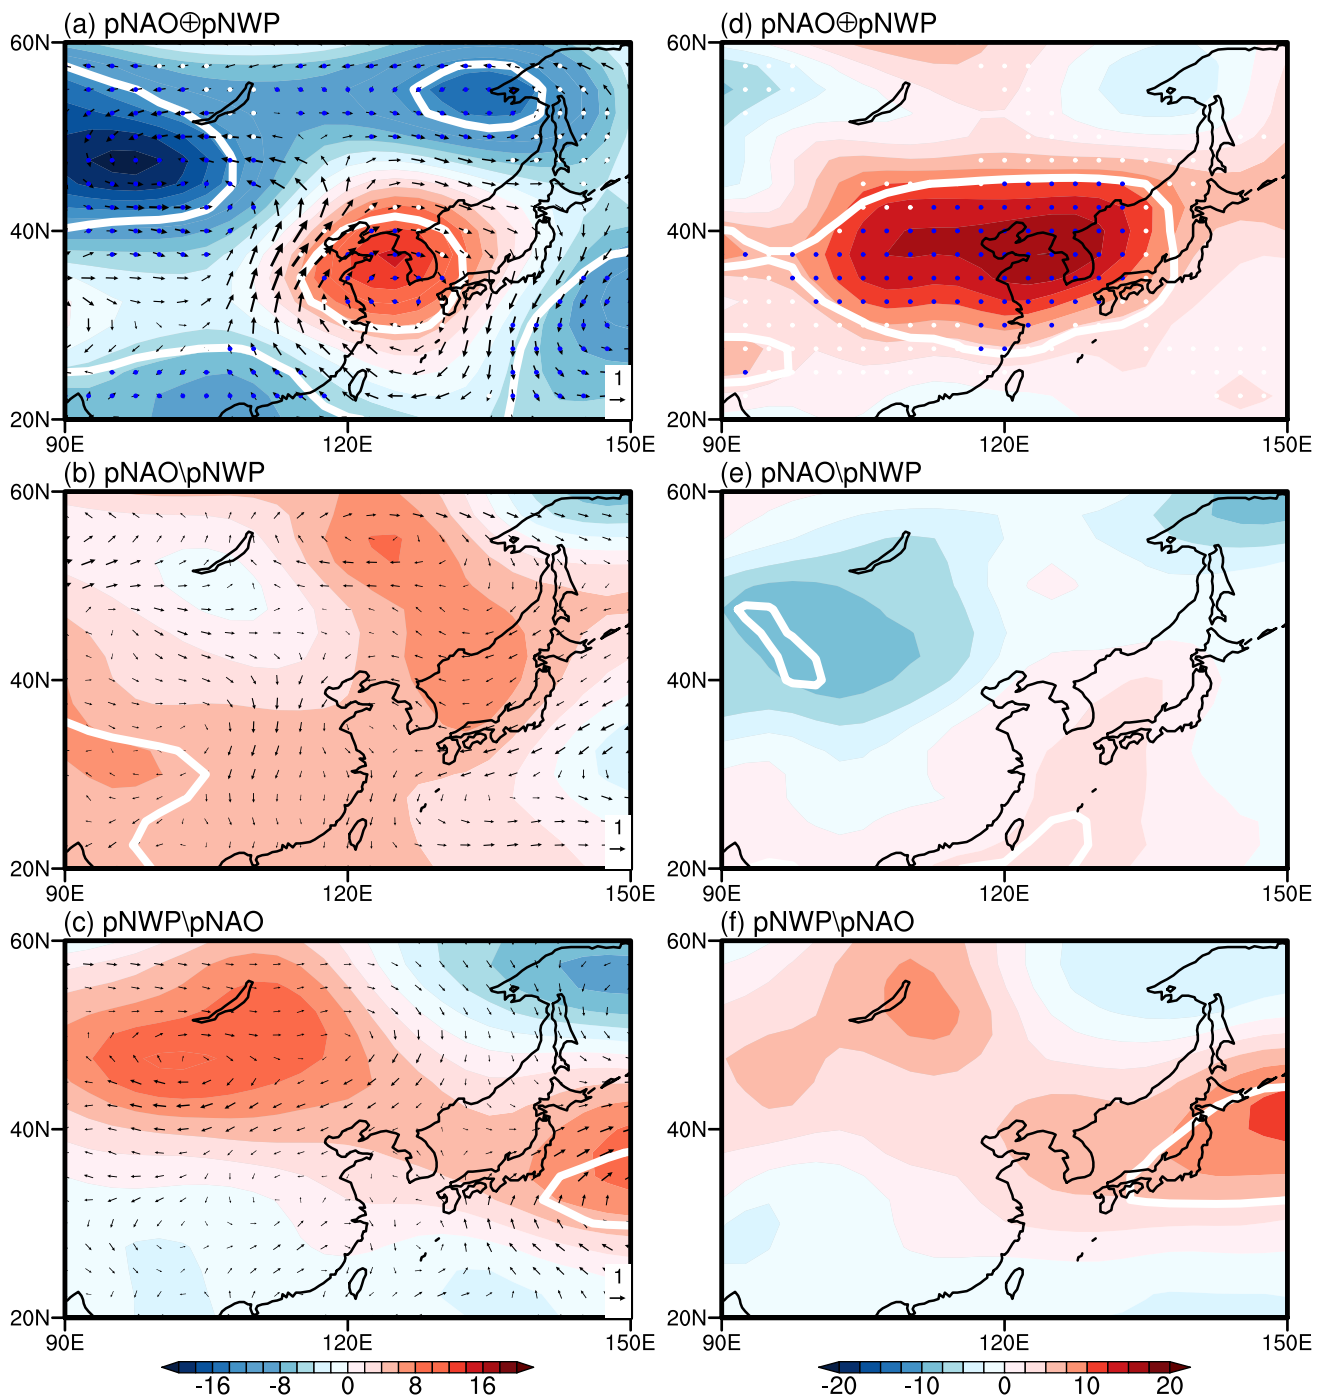 (a) pNAO⊕pNWP
60N
40N
20N
90E 120E 150E
1
(d) pNAO⊕pNWP
60N
40N
20N
90E 120E 150E
(b) pNAO\pNWP
60N
40N
20N
90E 120E 150E
1
(e) pNAO\pNWP
60N
40N
20N
90E 120E 150E
(c) pNWP\pNAO
60N
40N
20N
90E 120E 150E
1
(f) pNWP\pNAO
60N
40N
20N
90E 120E 150E
-16 -8 0 8 16
-20 -10 0 10 20